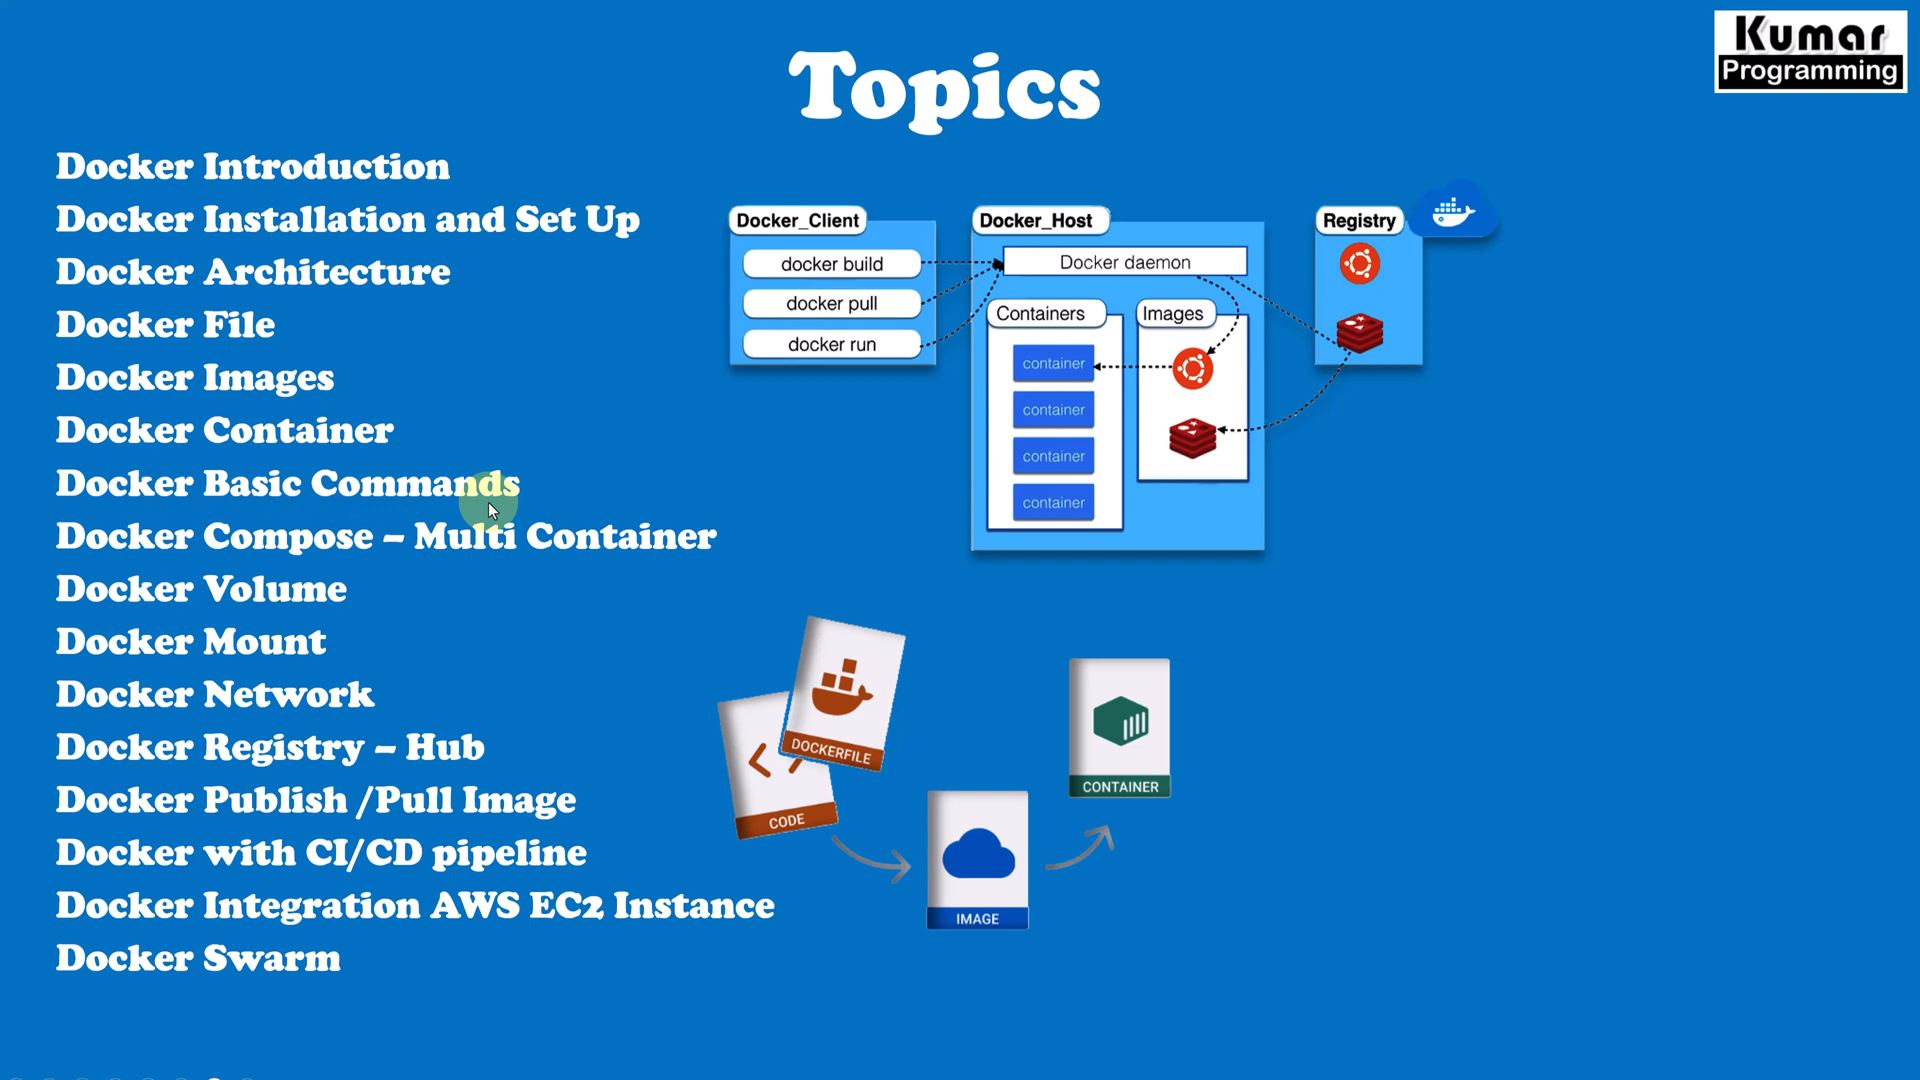 Kumar
Programming
Topics
Docker Introduction
Docker Installation and Set Up
Docker Architecture
Docker File
Docker Images
Docker Container
Docker Basic Commands
Docker Compose – Multi Container
Docker Volume
Docker Mount
Docker Network
Docker Registry – Hub
Docker Publish /Pull Image
Docker with CI/CD pipeline
Docker Integration AWS EC2 Instance
Docker Swarm
Docker_Client
docker build
docker pull
docker run
Docker_Host
Docker daemon
Containers
container
container
container
container
Images
Registry
DOCKERFILE
CODE
IMAGE
CONTAINER